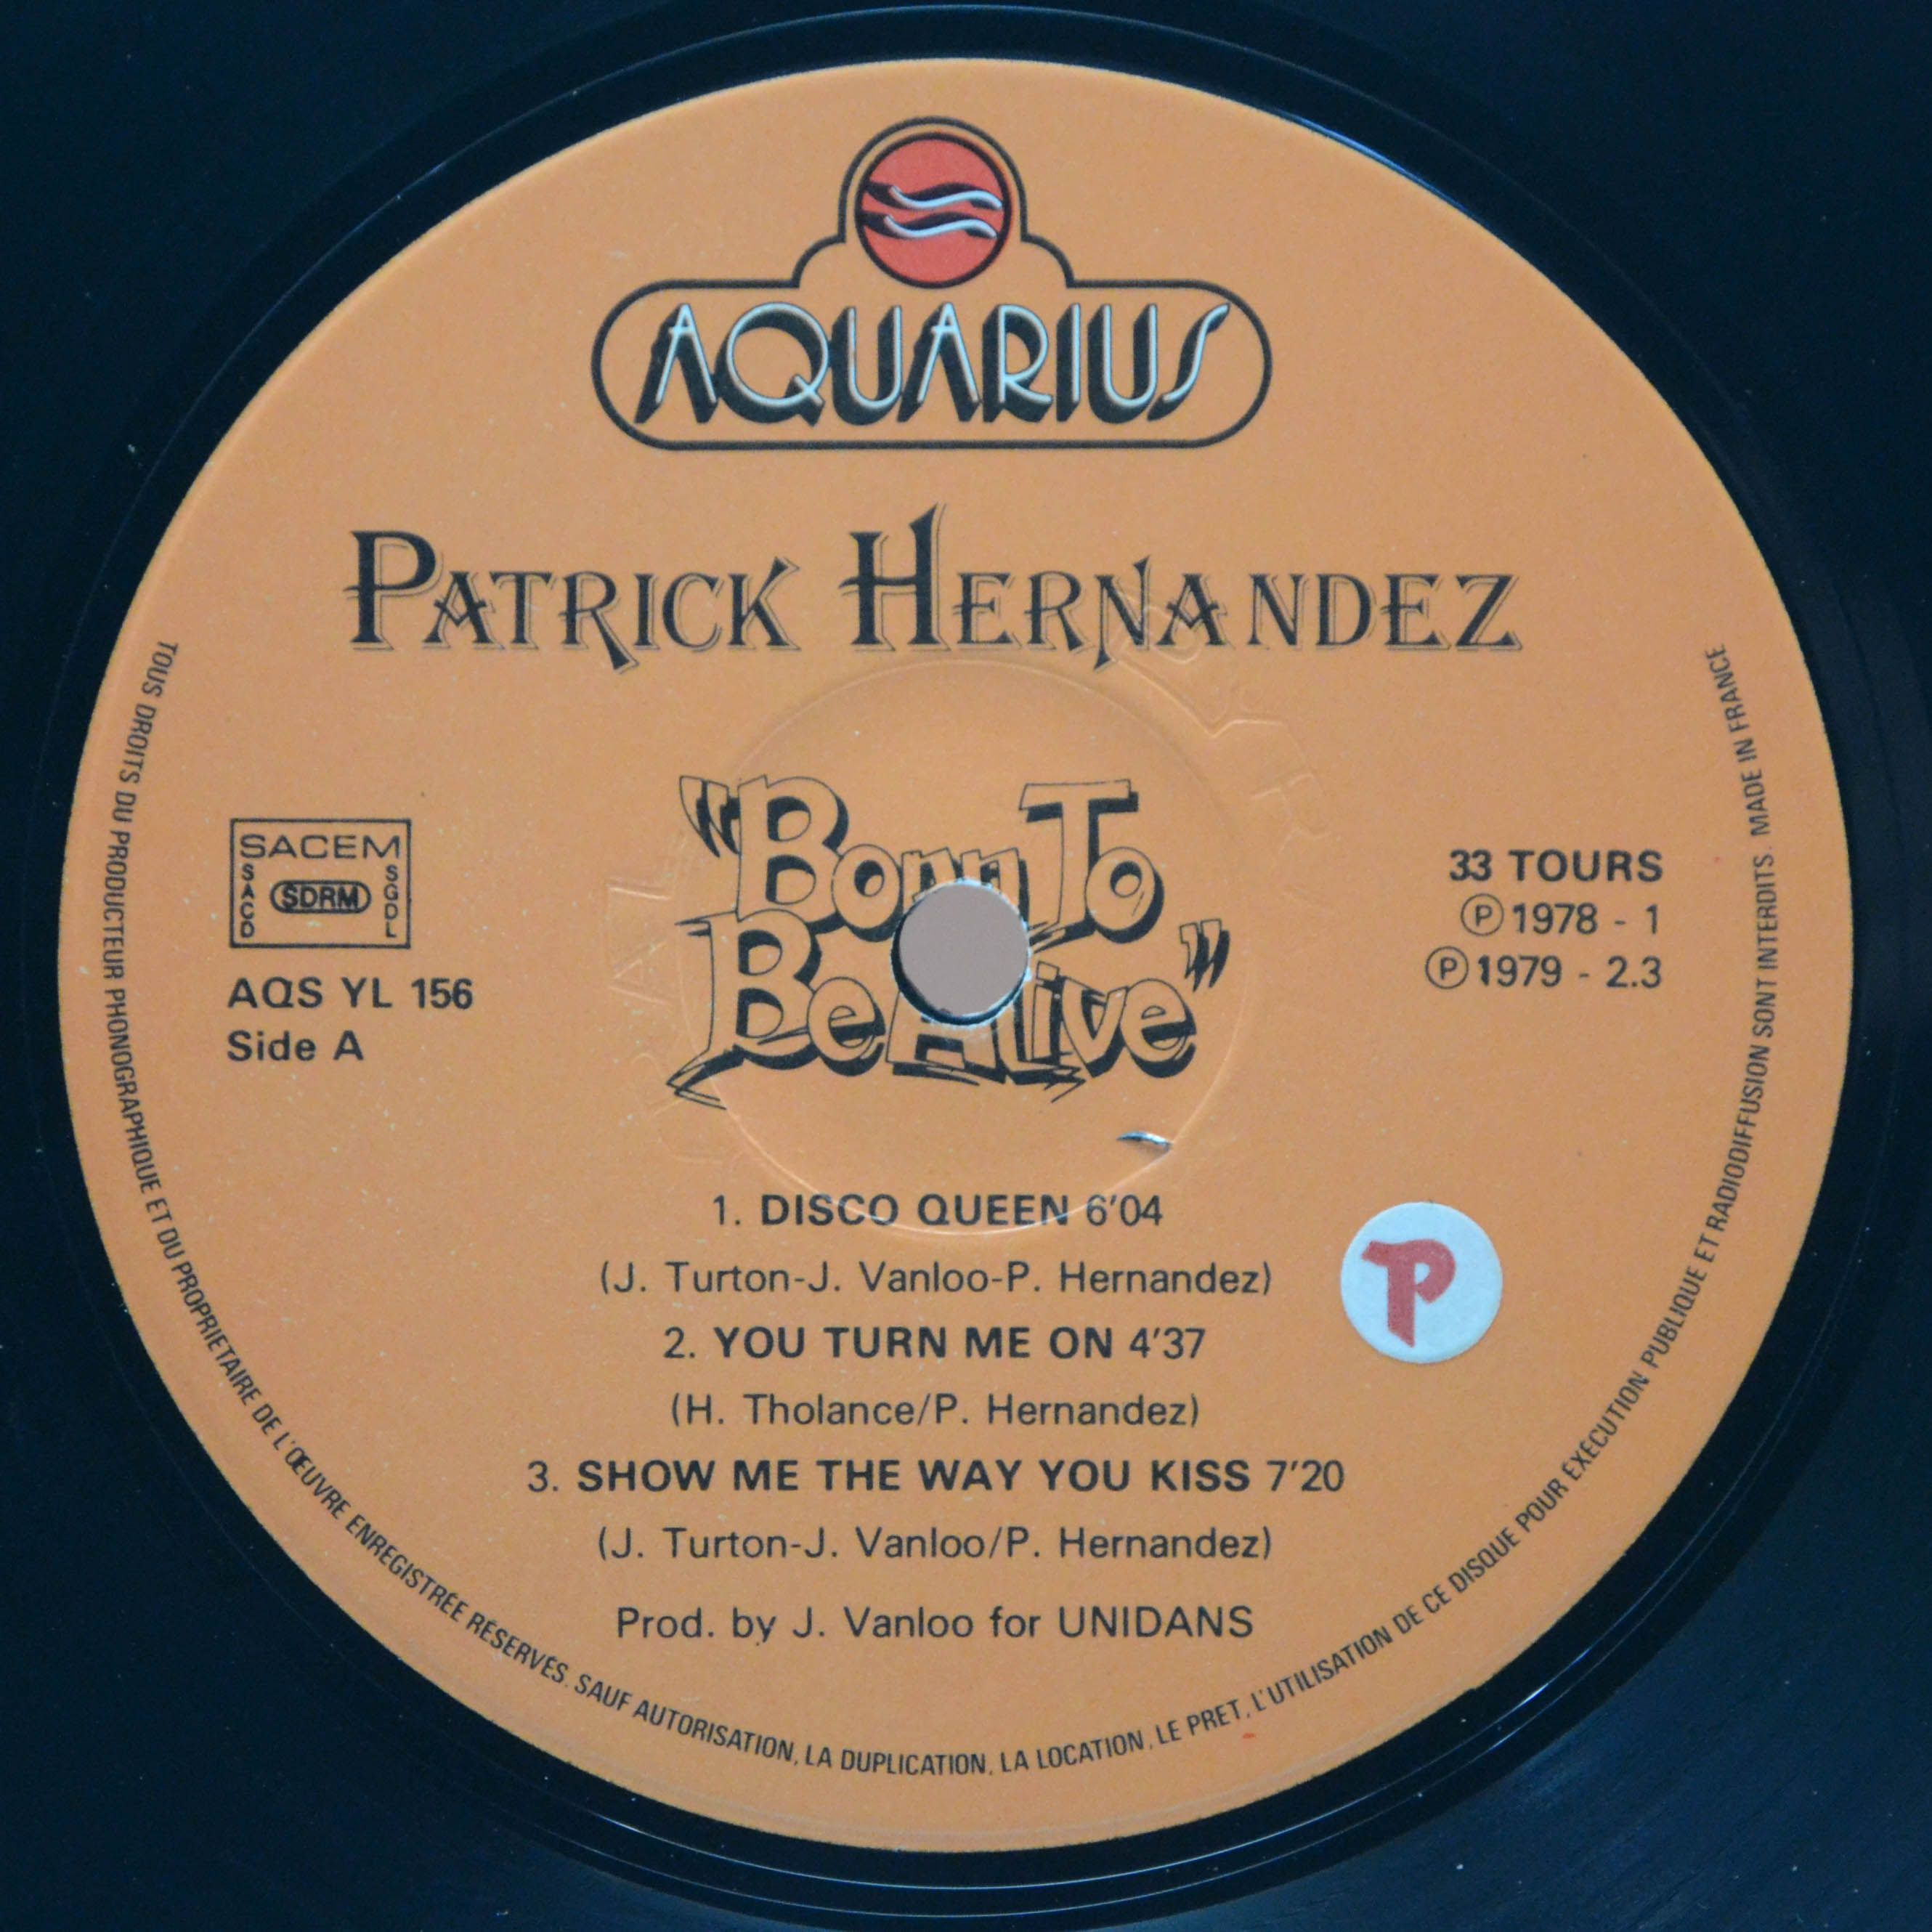 AQUARIUS
PATRICK HERNANDEZ
"Born To
Be Alive"
SACEM
SACD
SDRM
SGDL
AQS YL 156
Side A
33 TOURS
Ⓟ 1978 - 1
Ⓟ 1979 - 2.3
1. DISCO QUEEN 6'04
(J. Turton-J. Vanloo-P. Hernandez)
2. YOU TURN ME ON 4'37
(H. Tholance/P. Hernandez)
3. SHOW ME THE WAY YOU KISS 7'20
(J. Turton-J. Vanloo/P. Hernandez)
Prod. by J. Vanloo for UNIDANS
P
TOUS DROITS DU PRODUCTEUR PHONOGRAPHIQUE ET DU PROPRIETAIRE DE L'ŒUVRE ENREGISTRÉE RÉSERVÉS. SAUF AUTORISATION, LA DUPLICATION, LA LOCATION, LE PRET, L'UTILISATION DE CE DISQUE POUR EXÉCUTION PUBLIQUE ET RADIODIFFUSION SONT INTERDITS. MADE IN FRANCE